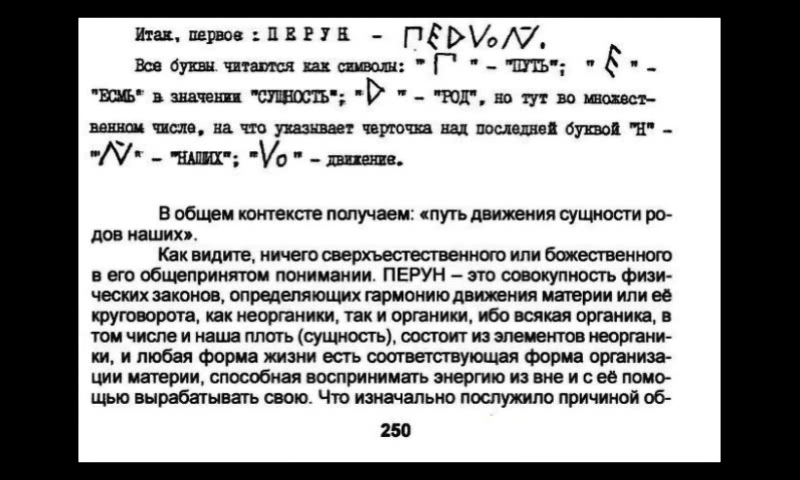 Итак, первое : П Е Р У Н -
Все буквы читаются как символы: " Г " - "ПУТЬ"; " " -
"ЕСМЬ" в значении "СУЩНОСТЬ"; " " - "РОД", но тут во множест-
венном числе, на что указывает черточка над последней буквой "Н" -
" " - "НАШИХ"; "Vo " - движение.
В общем контексте получаем: «путь движения сущности ро-
дов наших».
Как видите, ничего сверхъестественного или божественного
в его общепринятом понимании. ПЕРУН – это совокупность физи-
ческих законов, определяющих гармонию движения материи или её
круговорота, как неорганики, так и органики, ибо всякая органика, в
том числе и наша плоть (сущность), состоит из элементов неоргани-
ки, и любая форма жизни есть соответствующая форма организа-
ции материи, способная воспринимать энергию из вне и с её помо-
щью вырабатывать свою. Что изначально послужило причиной об-
250